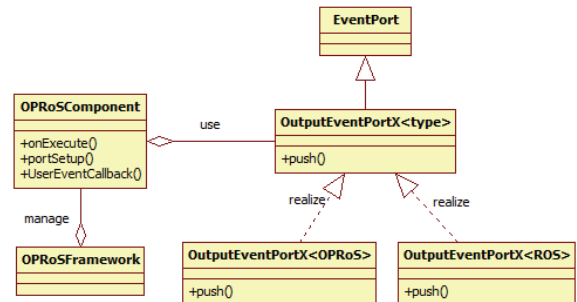 EventPort
OPRoSComponent
+onExecute()
+portSetup()
+UserEventCallback()
use
OutputEventPortX<type>
+push()
manage
realize
realize
OPRoSFramework
OutputEventPortX<OPRoS>
+push()
OutputEventPortX<ROS>
+push()